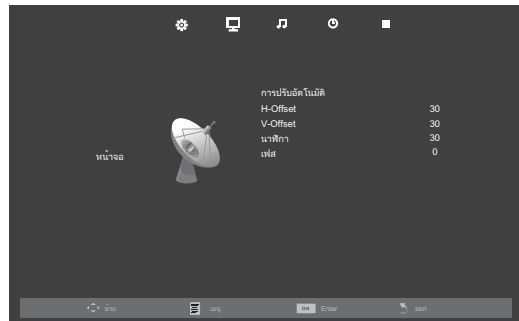 การปรับอัตโนมัติ
H-Offset 30
V-Offset 30
นาฬิกา 30
เฟส 0
หน้าจอ
ย้าย เมนู OK Enter ออก